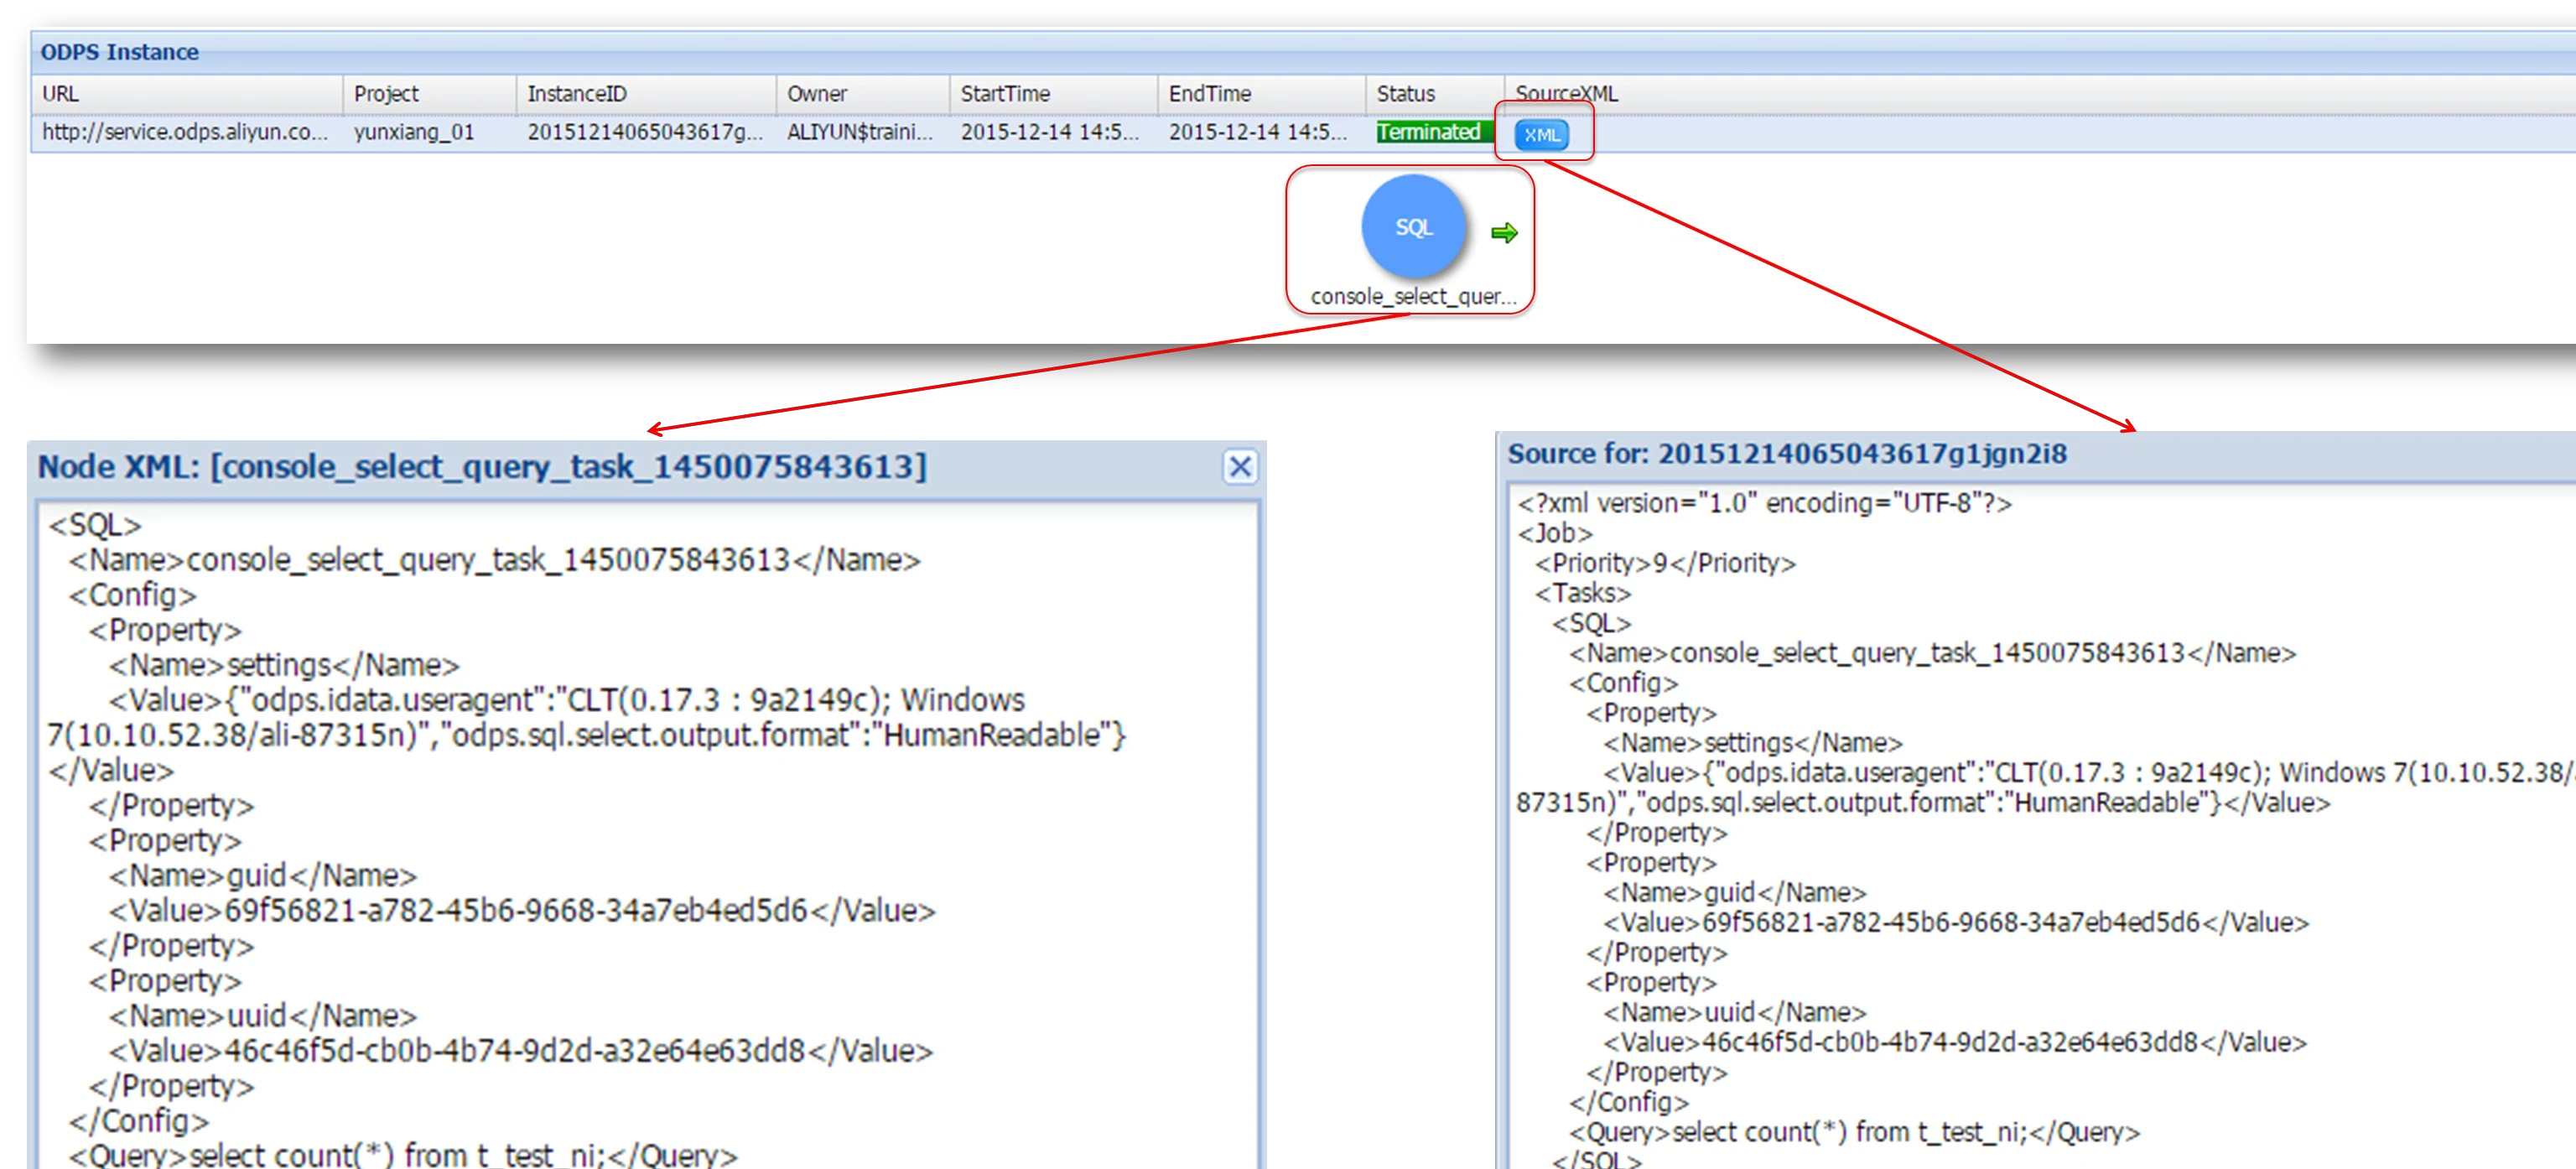 ODPS Instance
URL Project InstanceID Owner StartTime EndTime Status SourceXML
http://service.odps.aliyun.co... yunxiang_01 20151214065043617g... ALIYUN$traini... 2015-12-14 14:5... 2015-12-14 14:5... Terminated XML
SQL
console_select_quer...
Node XML: [console_select_query_task_1450075843613]
<SQL>
<Name>console_select_query_task_1450075843613</Name>
<Config>
<Property>
<Name>settings</Name>
<Value>{"odps.idata.useragent":"CLT(0.17.3 : 9a2149c); Windows
7(10.10.52.38/ali-87315n)","odps.sql.select.output.format":"HumanReadable"}
</Value>
</Property>
<Property>
<Name>guid</Name>
<Value>69f56821-a782-45b6-9668-34a7eb4ed5d6</Value>
</Property>
<Property>
<Name>uuid</Name>
<Value>46c46f5d-cb0b-4b74-9d2d-a32e64e63dd8</Value>
</Property>
</Config>
<Query>select count(*) from t_test_ni;</Query>
Source for: 20151214065043617g1jgn2i8
<?xml version="1.0" encoding="UTF-8"?>
<Job>
<Priority>9</Priority>
<Tasks>
<SQL>
<Name>console_select_query_task_1450075843613</Name>
<Config>
<Property>
<Name>settings</Name>
<Value>{"odps.idata.useragent":"CLT(0.17.3 : 9a2149c); Windows 7(10.10.52.38/
87315n)","odps.sql.select.output.format":"HumanReadable"}</Value>
</Property>
<Property>
<Name>guid</Name>
<Value>69f56821-a782-45b6-9668-34a7eb4ed5d6</Value>
</Property>
<Property>
<Name>uuid</Name>
<Value>46c46f5d-cb0b-4b74-9d2d-a32e64e63dd8</Value>
</Property>
</Config>
<Query>select count(*) from t_test_ni;</Query>
</SQL>